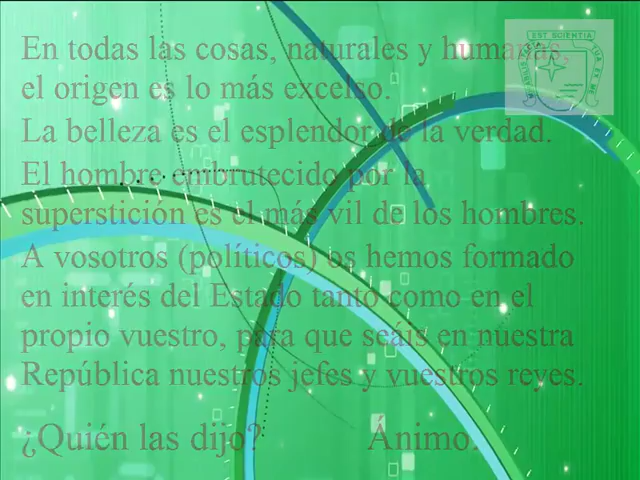 En todas las cosas, naturales y humanas,
el origen es lo más excelso.
La belleza es el esplendor de la verdad.
El hombre embrutecido por la
superstición es el más vil de los hombres.
A vosotros (políticos) os hemos formado
en interés del Estado tanto como en el
propio vuestro, para que seáis en nuestra
República nuestros jefes y vuestros reyes.
¿Quién las dijo? Ánimo.
EST SCIENTIA